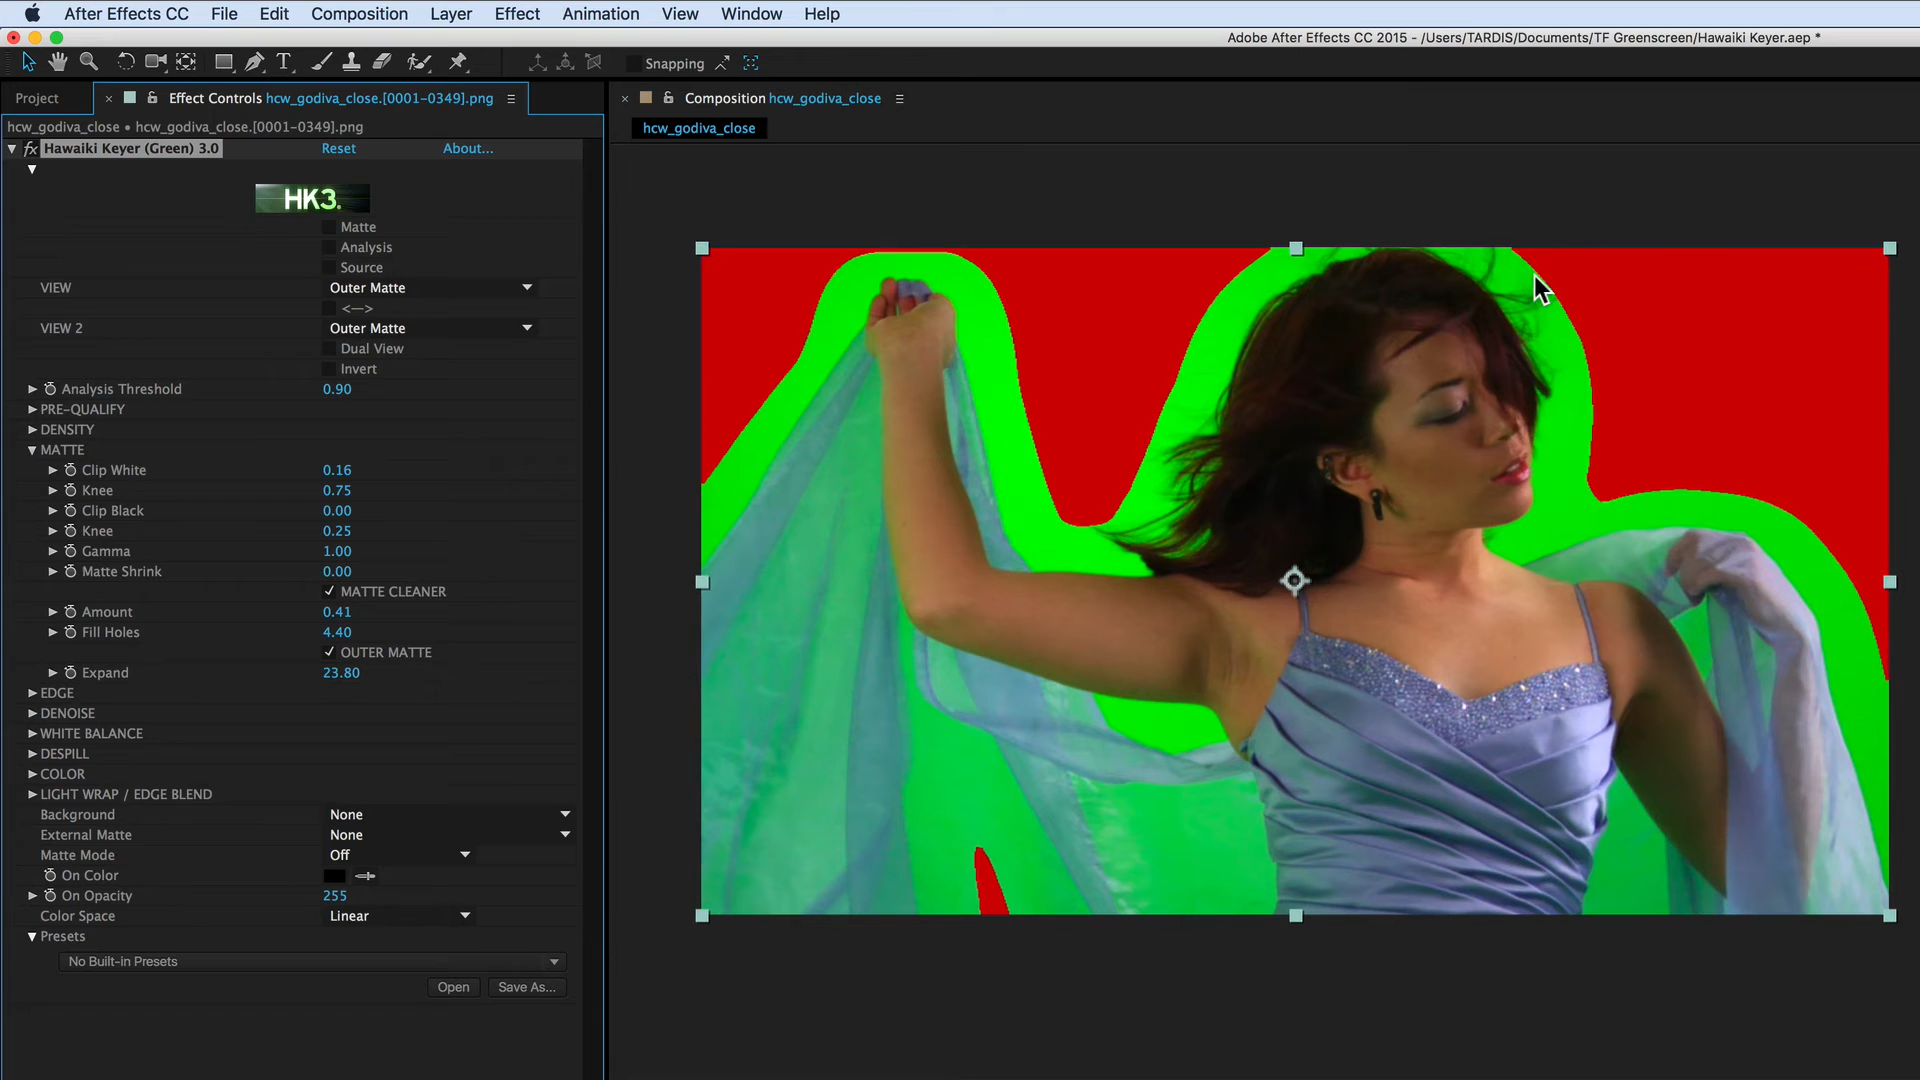 After Effects CC File Edit Composition Layer Effect Animation View Window Help
Adobe After Effects CC 2015 - /Users/TARDIS/Documents/TF Greenscreen/Hawaiki Keyer.aep *
T Snapping
Project × Effect Controls hcw_godiva_close.[0001-0349].png × Composition hcw_godiva_close
hcw_godiva_close • hcw_godiva_close.[0001-0349].png
hcw_godiva_close
fx Hawaiki Keyer (Green) 3.0 Reset About...
HK3.
Matte
Analysis
Source
VIEW Outer Matte
<—>
VIEW 2 Outer Matte
Dual View
Invert
Analysis Threshold 0.90
PRE-QUALIFY
DENSITY
MATTE
Clip White 0.16
Knee 0.75
Clip Black 0.00
Knee 0.25
Gamma 1.00
Matte Shrink 0.00
✓ MATTE CLEANER
Amount 0.41
Fill Holes 4.40
✓ OUTER MATTE
Expand 23.80
EDGE
DENOISE
WHITE BALANCE
DESPILL
COLOR
LIGHT WRAP / EDGE BLEND
Background None
External Matte None
Matte Mode Off
On Color
On Opacity 255
Color Space Linear
Presets
No Built-in Presets
Open Save As...